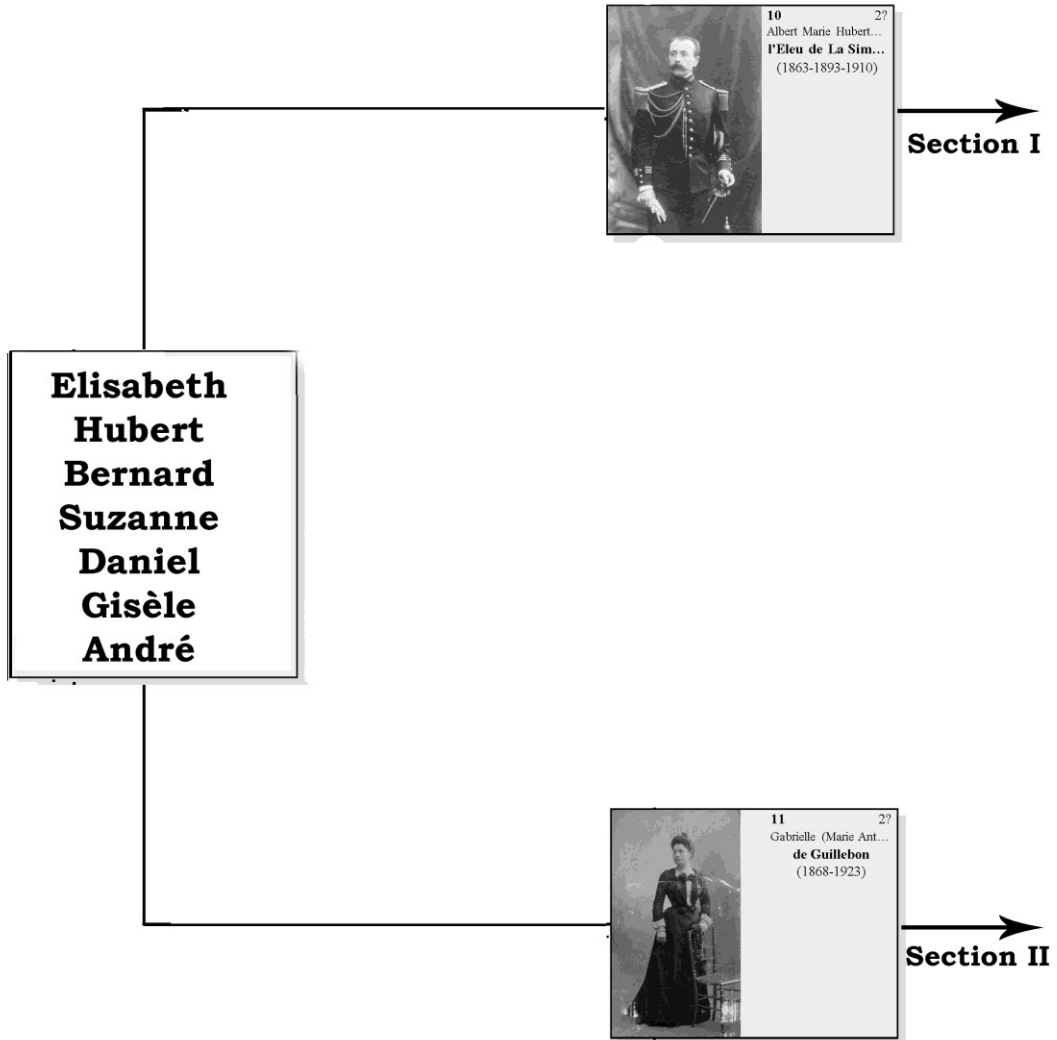 10 2?
Albert Marie Hubert...
l'Eleu de La Sim...
(1863-1893-1910)
Section I
Elisabeth
Hubert
Bernard
Suzanne
Daniel
Gisèle
André
11 2?
Gabrielle (Marie Ant...
de Guillebon
(1868-1923)
Section II